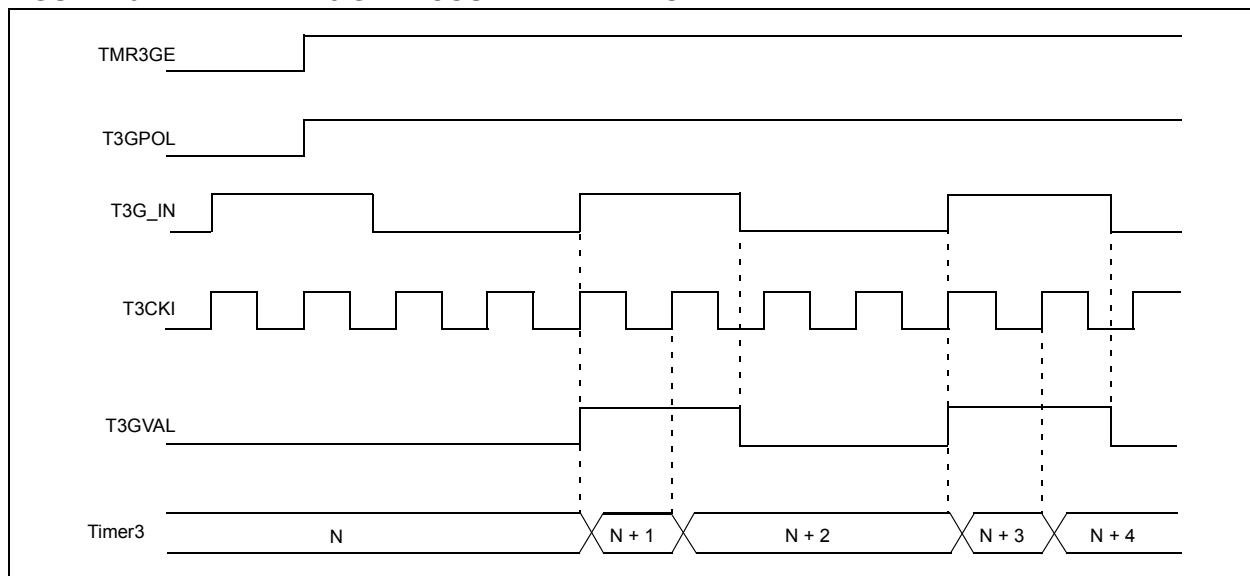 TMR3GE
T3GPOL
T3G_IN
T3CKI
T3GVAL
Timer3
N
N + 1
N + 2
N + 3
N + 4